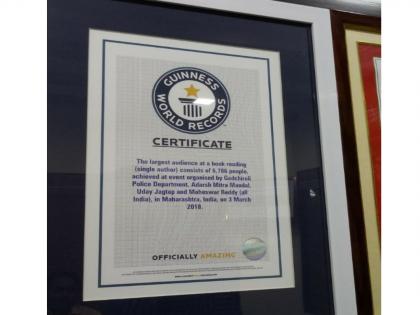 GUINNESS
WORLD RECORDS
CERTIFICATE
The largest audience at a book reading
(single author) consists of 5,786 people,
achieved at event organised by Gadchiroli
Police Department, Adarsh Mitra Mandal,
Uday Jagtap and Maheswar Reddy (all
India), in Maharashtra, India, on 3 March
2018.
OFFICIALLY AMAZING